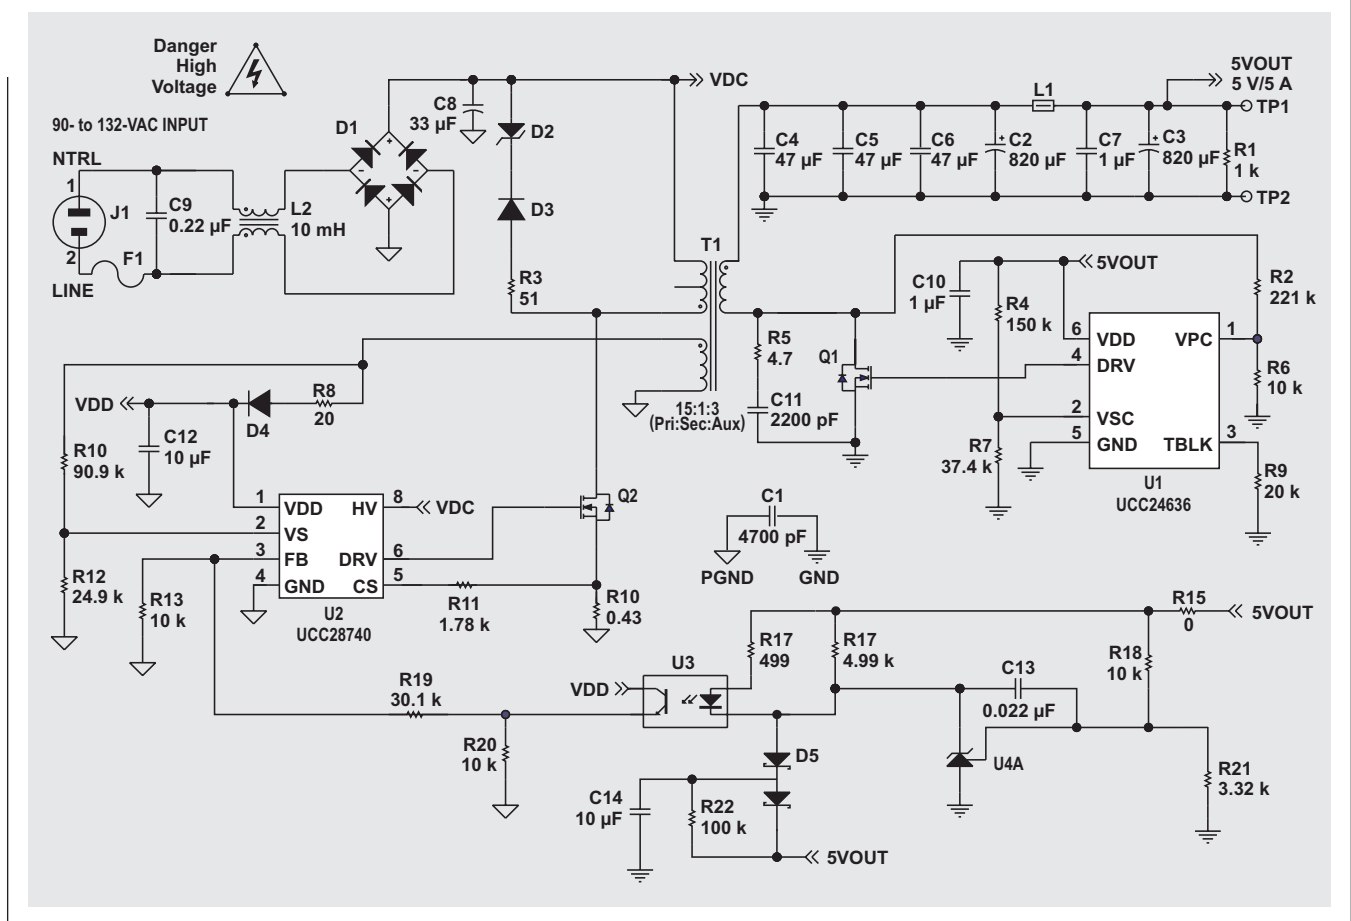 Danger
High
Voltage
90- to 132-VAC INPUT
NTRL
1
J1
2
LINE
F1
C9
0.22 µF
L2
10 mH
D1
+
-
-
+
C8
33 µF
D2
D3
R3
51
VDC
T1
15:1:3
(Pri:Sec:Aux)
C4
47 µF
C5
47 µF
C6
47 µF
+
C2
820 µF
L1
C7
1 µF
+
C3
820 µF
R1
1 k
5VOUT
5 V/5 A
TP1
TP2
R5
4.7
C11
2200 pF
Q1
C10
1 µF
5VOUT
R4
150 k
R7
37.4 k
6
VDD
4
DRV
2
VSC
5
GND
VPC
1
TBLK
3
U1
UCC24636
R2
221 k
R6
10 k
R9
20 k
VDD
D4
R8
20
C12
10 µF
R10
90.9 k
R12
24.9 k
R13
10 k
1
VDD
2
VS
3
FB
4
GND
HV
8
VDC
DRV
6
CS
5
U2
UCC28740
Q2
R11
1.78 k
R10
0.43
C1
4700 pF
PGND
GND
R19
30.1 k
R20
10 k
VDD
U3
R17
499
R17
4.99 k
R15
0
5VOUT
R18
10 k
C13
0.022 µF
U4A
R21
3.32 k
D5
C14
10 µF
R22
100 k
5VOUT